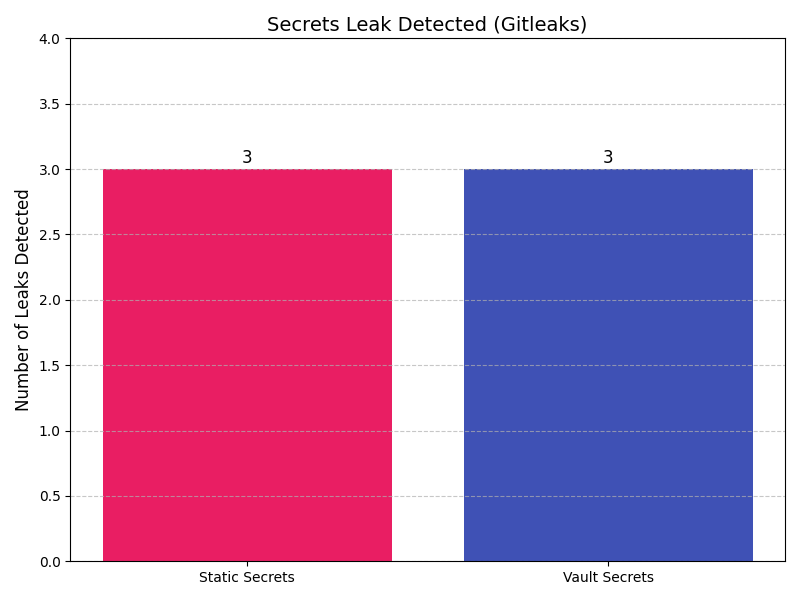 Secrets Leak Detected (Gitleaks)
Number of Leaks Detected
4.0
3.5
3.0
2.5
2.0
1.5
1.0
0.5
0.0
3
3
Static Secrets
Vault Secrets